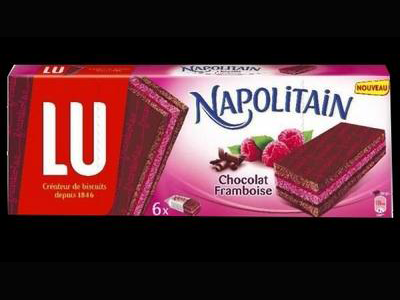 LU
Créateur de biscuits
depuis 1846
6x
NAPOLITAIN
NOUVEAU
Chocolat
Framboise